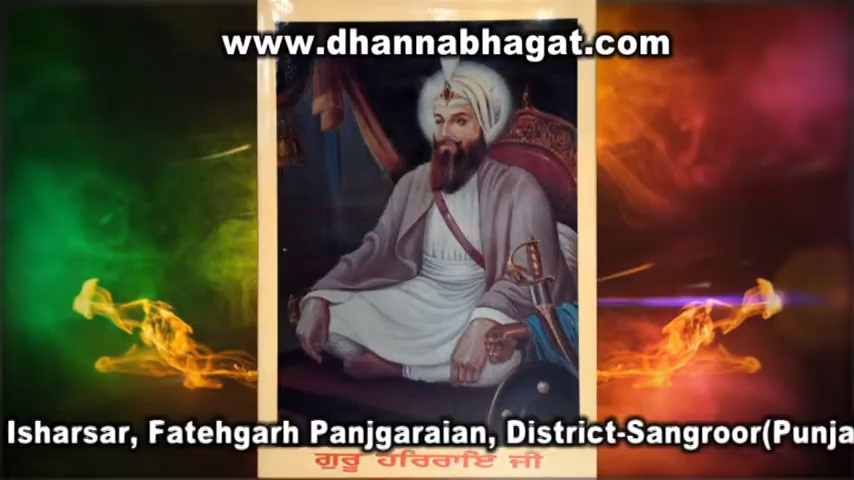 www.dhannabhagat.com
Isharsar, Fatehgarh Panjgaraian, District-Sangroor(Punja
ਗੁਰੂ ਹਰਿਰਾਇ ਜੀ